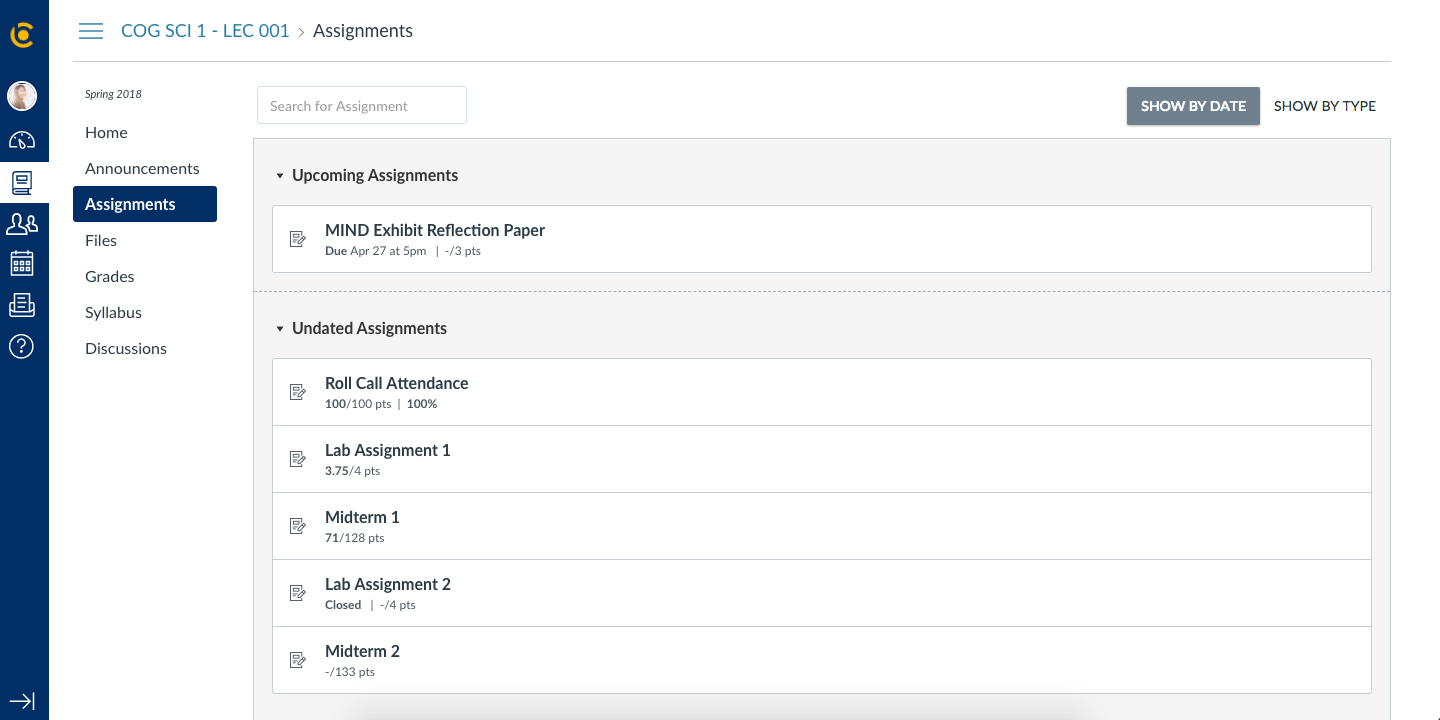 COG SCI 1 - LEC 001 > Assignments
Spring 2018
Home
Announcements
Assignments
Files
Grades
Syllabus
Discussions
Search for Assignment
SHOW BY DATE
SHOW BY TYPE
Upcoming Assignments
MIND Exhibit Reflection Paper
Due Apr 27 at 5pm | -/3 pts
Undated Assignments
Roll Call Attendance
100/100 pts | 100%
Lab Assignment 1
3.75/4 pts
Midterm 1
71/128 pts
Lab Assignment 2
Closed | -/4 pts
Midterm 2
-/133 pts